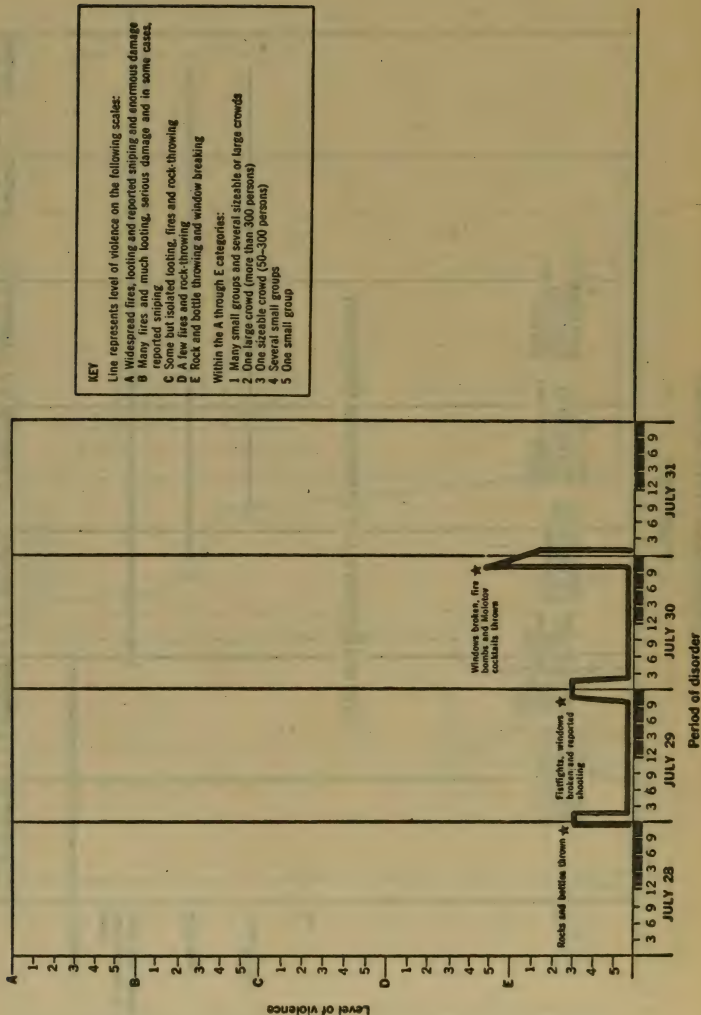 KEY
Line represents level of violence on the following scales:
A Widespread fires, looting and reported sniping and enormous damage
B Many fires and much looting, serious damage and in some cases,
reported sniping
C Some but isolated looting, fires and rock-throwing
D A few fires and rock-throwing
E Rock and bottle throwing and window breaking
Within the A through E categories:
1 Many small groups and several sizeable or large crowds
2 One large crowd (more than 300 persons)
3 One sizeable crowd (50–300 persons)
4 Several small groups
5 One small group
Level of violence
A
1
2
3
4
5
B
1
2
3
4
5
C
1
2
3
4
5
D
1
2
3
4
5
E
1
2
3
4
5
Rocks and bottles thrown ★
Fistfights, windows ★
broken and reported
shooting
Windows broken, fire ★
bombs and Molotov
cocktails thrown
3 6 9 12 3 6 9 3 6 9 12 3 6 9 3 6 9 12 3 6 9 3 6 9 12 3 6 9
JULY 28 JULY 29 JULY 30 JULY 31
Period of disorder